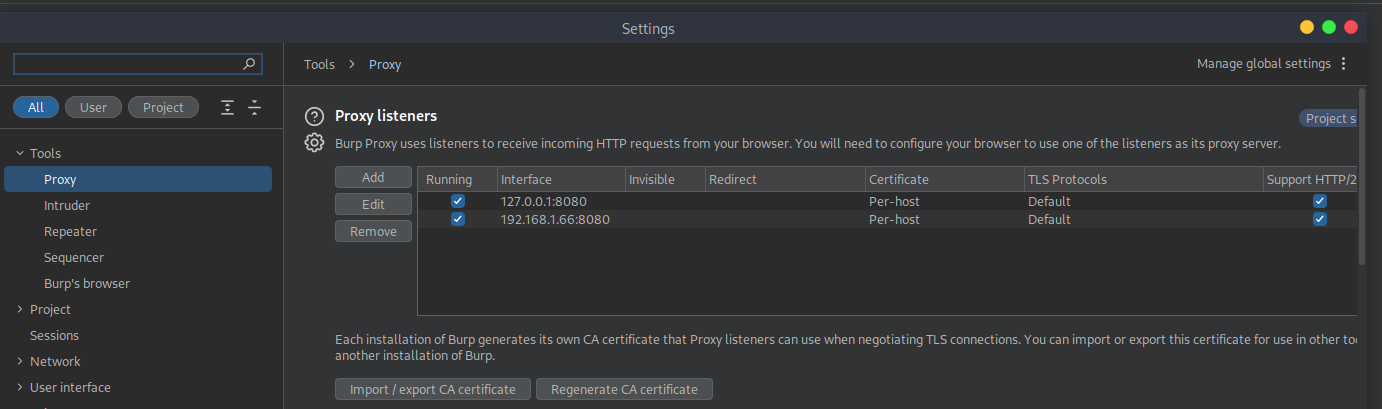 Settings
Tools > Proxy
Manage global settings
All
User
Project
Tools
Proxy
Intruder
Repeater
Sequencer
Burp's browser
Project
Sessions
Network
User interface
Proxy listeners
Project s
Burp Proxy uses listeners to receive incoming HTTP requests from your browser. You will need to configure your browser to use one of the listeners as its proxy server.
Add
Edit
Remove
Running Interface Invisible Redirect Certificate TLS Protocols Support HTTP/2
127.0.0.1:8080 Per-host Default
192.168.1.66:8080 Per-host Default
Each installation of Burp generates its own CA certificate that Proxy listeners can use when negotiating TLS connections. You can import or export this certificate for use in other too
another installation of Burp.
Import / export CA certificate
Regenerate CA certificate